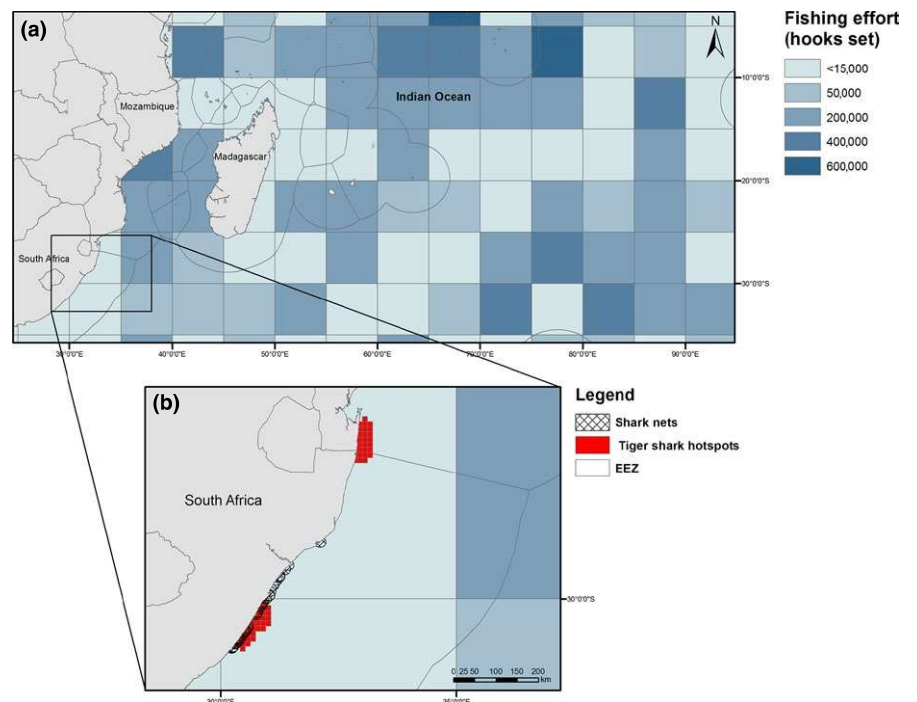 (a)
N
Mozambique
Indian Ocean
Madagascar
South Africa
10°0'0"S
20°0'0"S
30°0'0"S
30°0'0"E
40°0'0"E
50°0'0"E
60°0'0"E
70°0'0"E
80°0'0"E
90°0'0"E
Fishing effort
(hooks set)
<15,000
50,000
200,000
400,000
600,000
(b)
South Africa
30°0'0"S
0 25 50 100 150 200
km
30°0'0"E
35°0'0"E
Legend
Shark nets
Tiger shark hotspots
EEZ